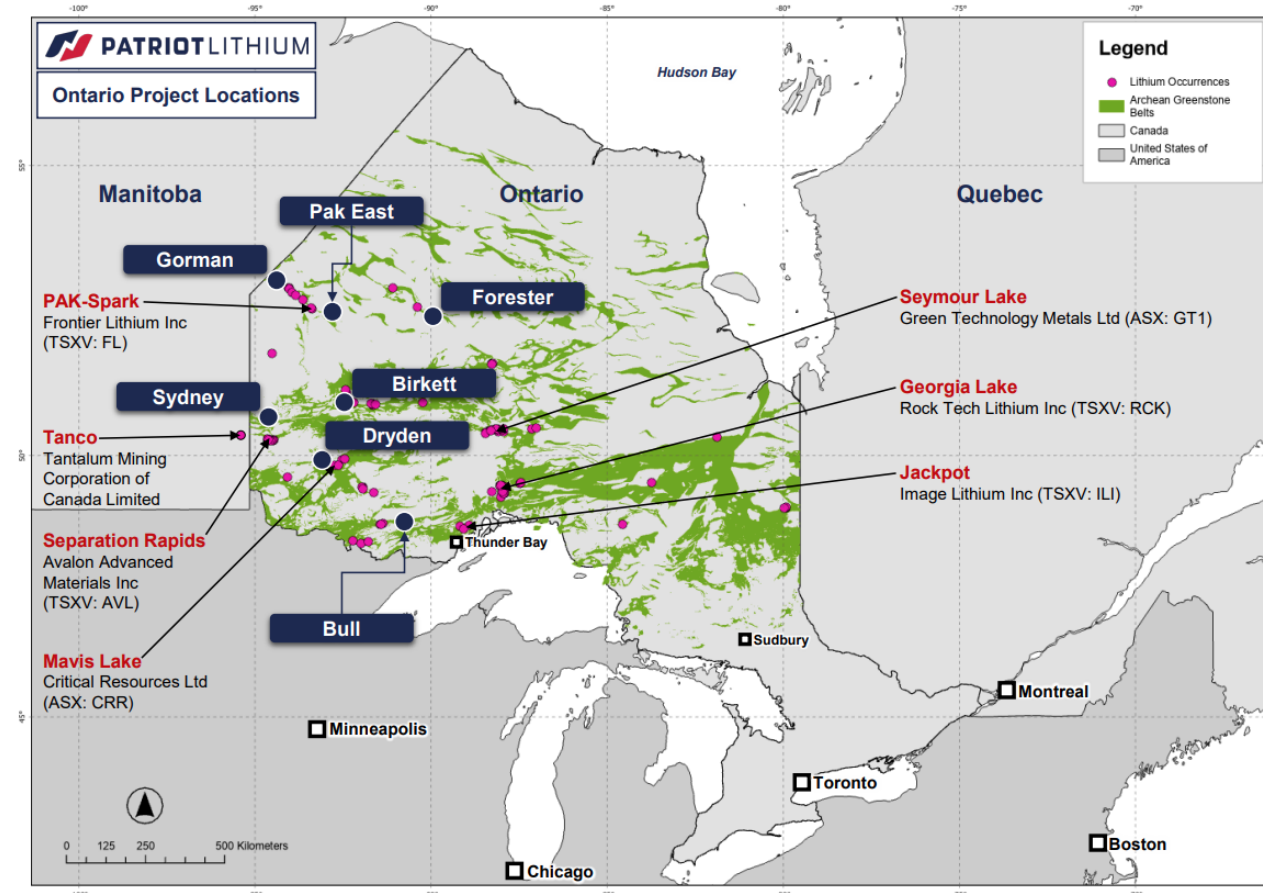 -100°
-95°
-90°
-85°
-80°
-75°
-70°
PATRIOT LITHIUM
Ontario Project Locations
Hudson Bay
Legend
Lithium Occurrences
Archean Greenstone
Belts
Canada
United States of
America
55°
Manitoba
Ontario
Quebec
Pak East
Gorman
Forester
PAK-Spark
Frontier Lithium Inc
(TSXV: FL)
Seymour Lake
Green Technology Metals Ltd (ASX: GT1)
Birkett
Sydney
Georgia Lake
Rock Tech Lithium Inc (TSXV: RCK)
Dryden
Tanco
Tantalum Mining
Corporation of
Canada Limited
50°
Jackpot
Image Lithium Inc (TSXV: ILI)
Separation Rapids
Avalon Advanced
Materials Inc
(TSXV: AVL)
Thunder Bay
Bull
Sudbury
Mavis Lake
Critical Resources Ltd
(ASX: CRR)
Montreal
45°
Minneapolis
Toronto
0 125 250 500 Kilometers
Boston
Chicago